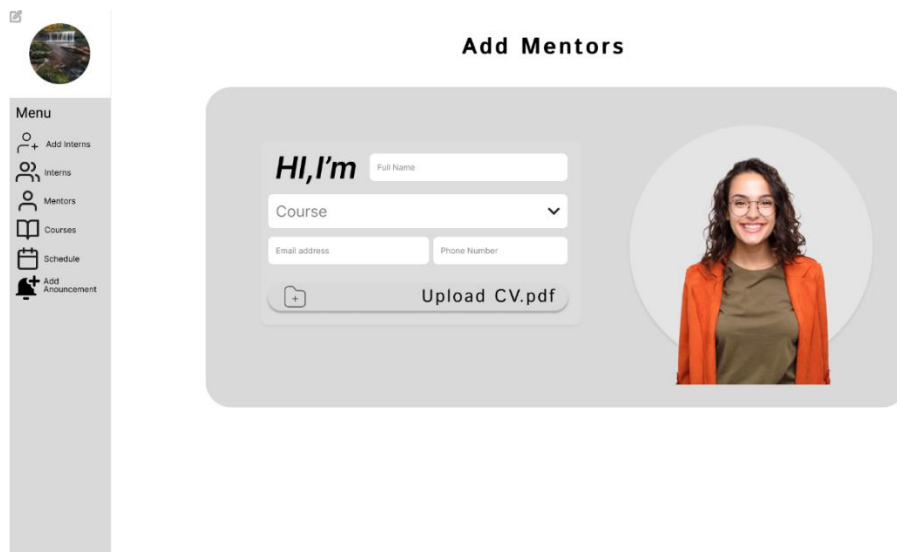 Add Mentors
Menu
Add Interns
Interns
Mentors
Courses
Schedule
Add
Anouncement
HI,I'm
Full Name
Course
Email address
Phone Number
Upload CV.pdf